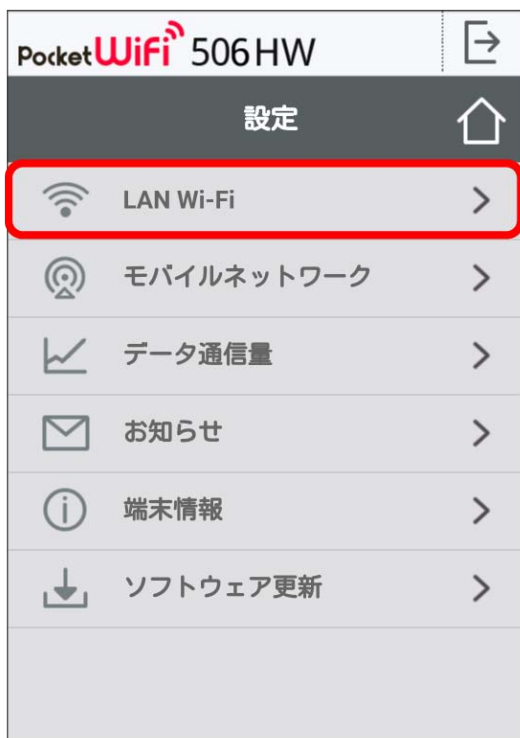 Pocket WiFi 506HW
設定
LAN Wi-Fi
モバイルネットワーク
データ通信量
お知らせ
端末情報
ソフトウェア更新